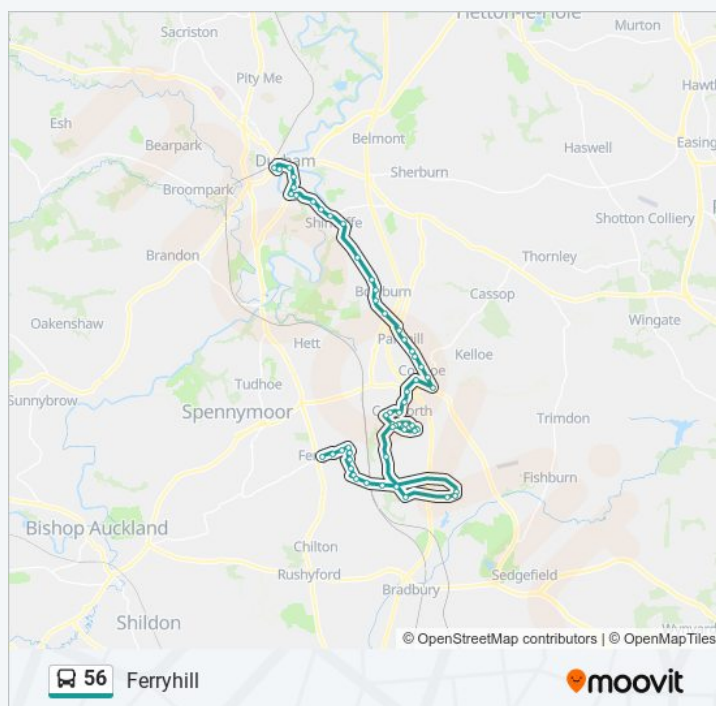 Hetton-le-Hole
Sacriston
Murton
Pity Me
Hawth
Esh
Bearpark
Belmont
Easing
Durham
Haswell
Sherburn
Broompark
Shincliffe
Shotton Colliery
Brandon
Thornley
Bowburn
Cassop
Oakenshaw
Wingate
Hett
Parkhill
Kelloe
Coxhoe
Sunnybrow
Tudhoe
Spennymoor
Cornforth
Trimdon
Ferr
Fishburn
Bishop Auckland
Chilton
Rushyford
Sedgefield
Bradbury
Shildon
Wynyard
© OpenStreetMap contributors | © OpenMapTiles
56 Ferryhill
moovit